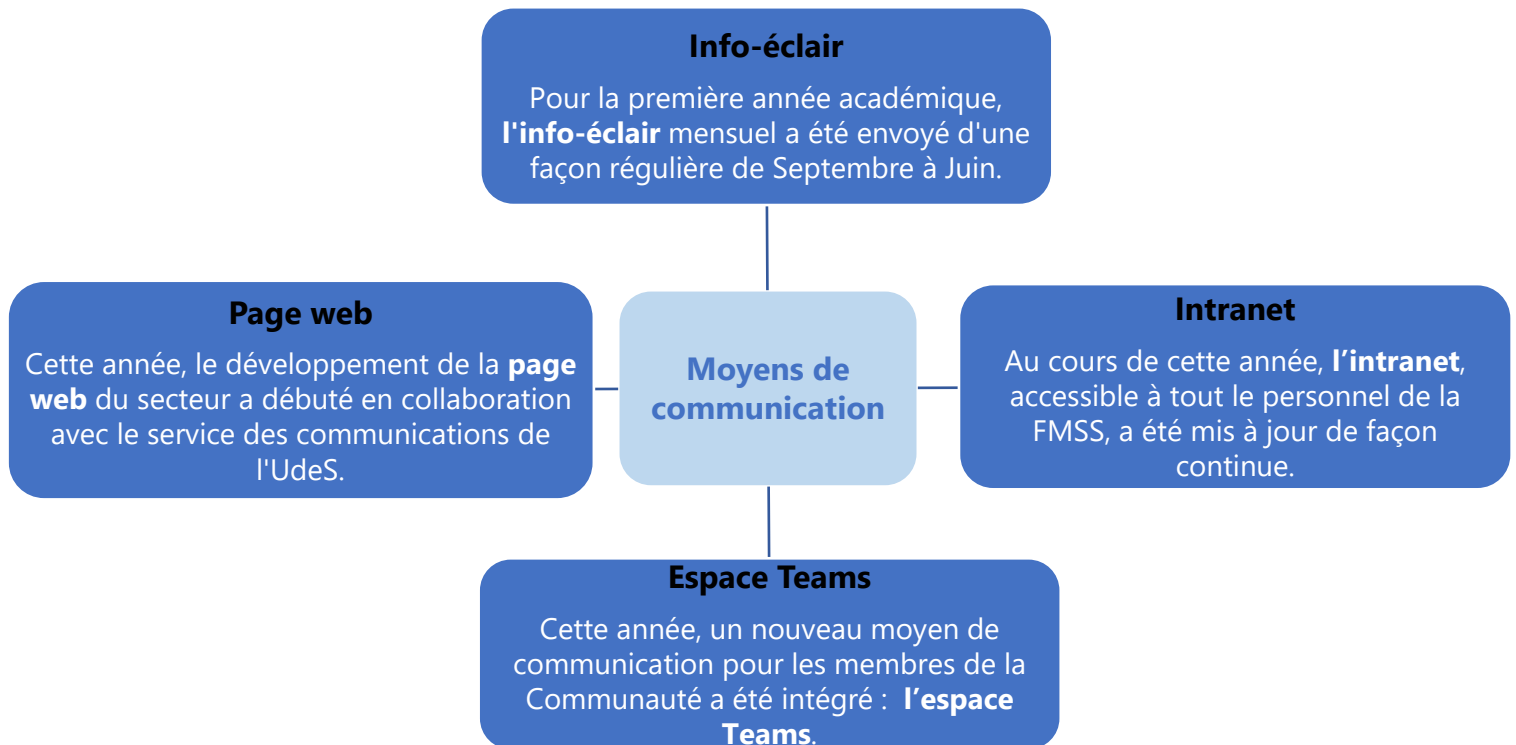 Info-éclair
Pour la première année académique,
l'info-éclair mensuel a été envoyé d'une
façon régulière de Septembre à Juin.
Page web
Cette année, le développement de la page
web du secteur a débuté en collaboration
avec le service des communications de
l'UdeS.
Moyens de
communication
Intranet
Au cours de cette année, l’intranet,
accessible à tout le personnel de la
FMSS, a été mis à jour de façon
continue.
Espace Teams
Cette année, un nouveau moyen de
communication pour les membres de la
Communauté a été intégré : l’espace
Teams.